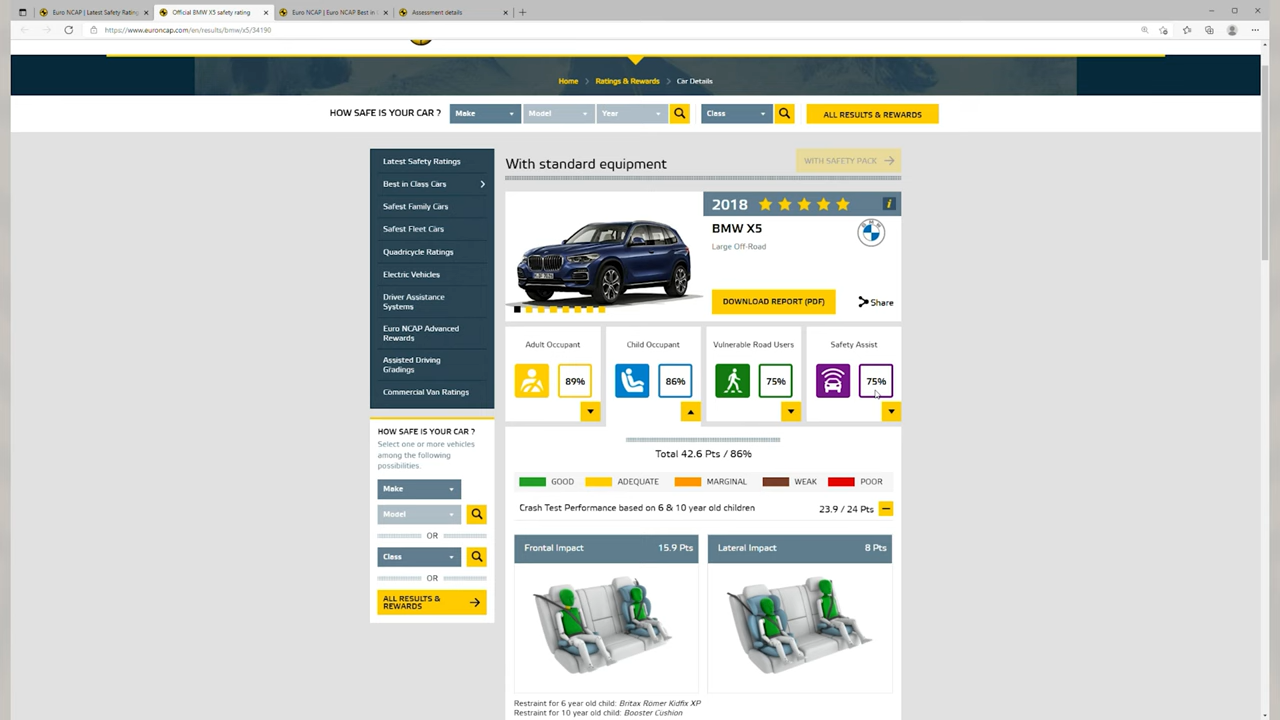 Euro NCAP | Latest Safety Rating
Official BMW X5 safety rating
Euro NCAP | Euro NCAP Best in
Assessment details
https://www.euroncap.com/en/results/bmw/x5/34190
Home > Ratings & Rewards > Car Details
HOW SAFE IS YOUR CAR ? Make Model Year Class ALL RESULTS & REWARDS
Latest Safety Ratings
Best in Class Cars
Safest Family Cars
Safest Fleet Cars
Quadricycle Ratings
Electric Vehicles
Driver Assistance
Systems
Euro NCAP Advanced
Rewards
Assisted Driving
Gradings
Commercial Van Ratings
HOW SAFE IS YOUR CAR ?
Select one or more vehicles
among the following
possibilities.
Make
Model
OR
Class
OR
ALL RESULTS &
REWARDS
With standard equipment
WITH SAFETY PACK
2018
BMW X5
Large Off-Road
BMW
DOWNLOAD REPORT (PDF)
Share
Adult Occupant
89%
Child Occupant
86%
Vulnerable Road Users
75%
Safety Assist
75%
Total 42.6 Pts / 86%
GOOD ADEQUATE MARGINAL WEAK POOR
Crash Test Performance based on 6 & 10 year old children 23.9 / 24 Pts
Frontal Impact 15.9 Pts
Lateral Impact 8 Pts
Restraint for 6 year old child: Britax Römer Kidfix XP
Restraint for 10 year old child: Booster Cushion